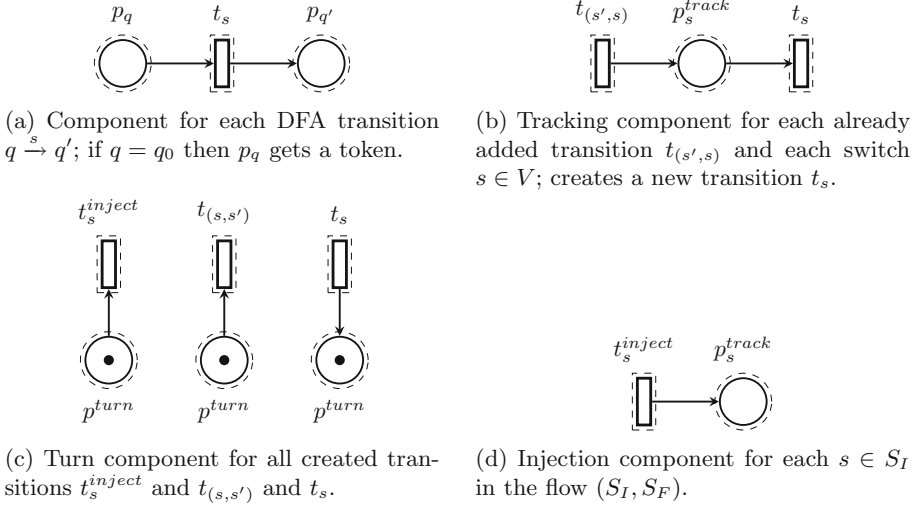 p_q t_s p_{q'}
(a) Component for each DFA transition
q \xrightarrow{s} q'; if q = q_0 then p_q gets a token.
t_{(s',s)} p_s^{track} t_s
(b) Tracking component for each already
added transition t_{(s',s)} and each switch
s ∈ V; creates a new transition t_s.
t_s^{inject} t_{(s,s')} t_s
p^{turn} p^{turn} p^{turn}
(c) Turn component for all created tran-
sitions t_s^{inject} and t_{(s,s')} and t_s.
t_s^{inject} p_s^{track}
(d) Injection component for each s ∈ S_I
in the flow (S_I, S_F).